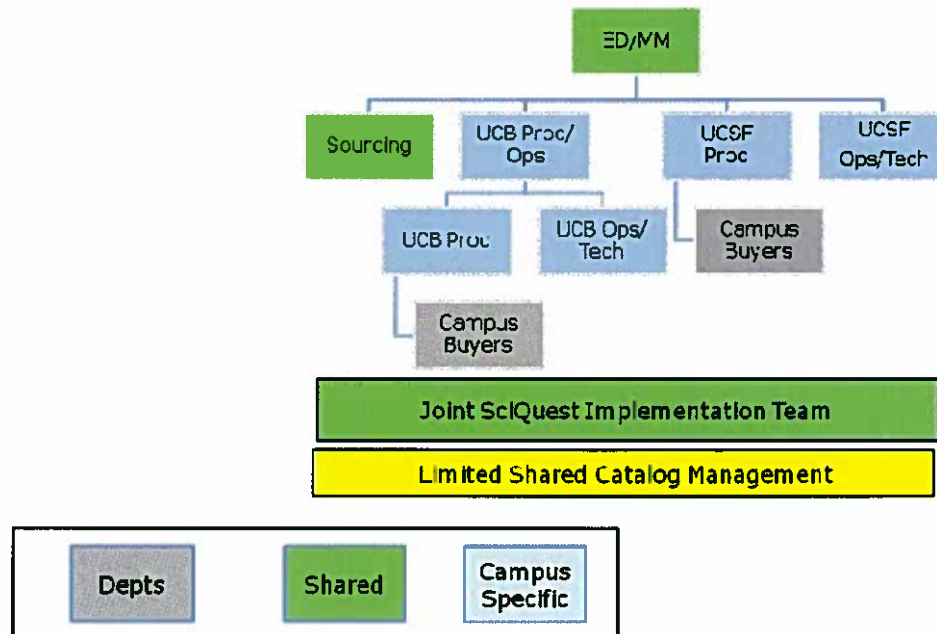 ED/MM
Sourcing
UCB Proc/
Ops
UCSF
Proc
UCSF
Ops/Tech
UCB Proc
UCB Ops/
Tech
Campus
Buyers
Campus
Buyers
Joint SciQuest Implementation Team
Limited Shared Catalog Management
Depts
Shared
Campus
Specific